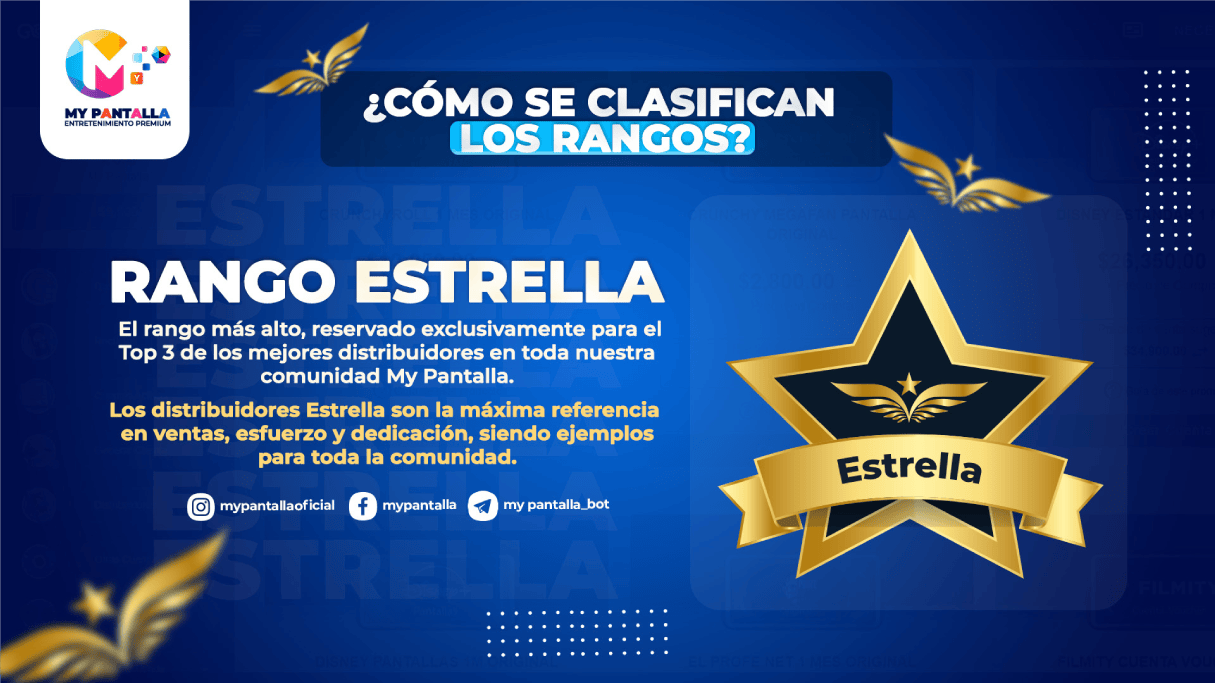 MY PANTALLA
ENTRETENIMIENTO PREMIUM
¿CÓMO SE CLASIFICAN
LOS RANGOS?
ESTRELLA
RANGO ESTRELLA
El rango más alto, reservado exclusivamente para el
Top 3 de los mejores distribuidores en toda nuestra
comunidad My Pantalla.
Los distribuidores Estrella son la máxima referencia
en ventas, esfuerzo y dedicación, siendo ejemplos
para toda la comunidad.
mypantallaoficial mypantalla my pantalla_bot
ESTRELLA
Estrella